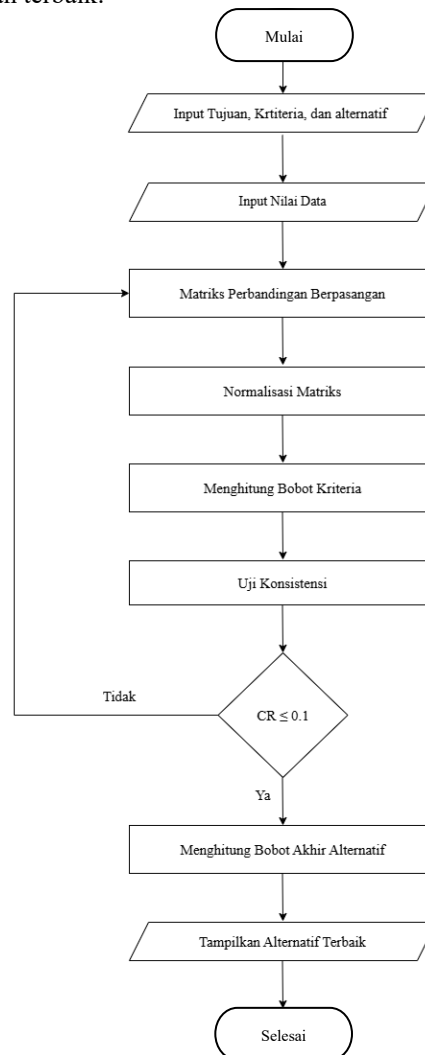 terbaik.
Mulai
Input Tujuan, Krtiteria, dan alternatif
Input Nilai Data
Matriks Perbandingan Berpasangan
Normalisasi Matriks
Menghitung Bobot Kriteria
Uji Konsistensi
Tidak
CR ≤ 0.1
Ya
Menghitung Bobot Akhir Alternatif
Tampilkan Alternatif Terbaik
Selesai